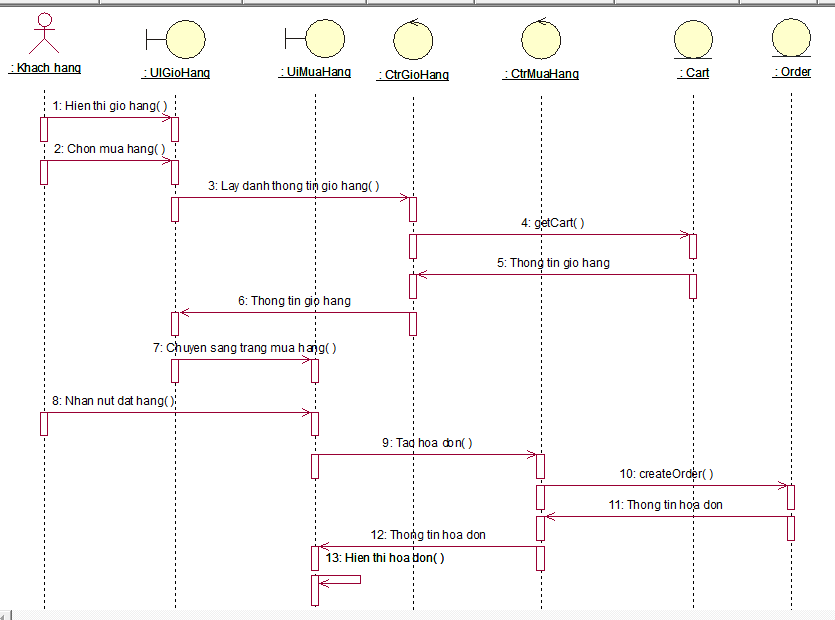 : Khach hang
: UIGioHang
: UiMuaHang
: CtrGioHang
: CtrMuaHang
: Cart
: Order
1: Hien thi gio hang( )
2: Chon mua hang( )
3: Lay danh thong tin gio hang( )
4: getCart( )
5: Thong tin gio hang
6: Thong tin gio hang
7: Chuyen sang trang mua hang( )
8: Nhan nut dat hang( )
9: Tao hoa don( )
10: createOrder( )
11: Thong tin hoa don
12: Thong tin hoa don
13: Hien thi hoa don( )